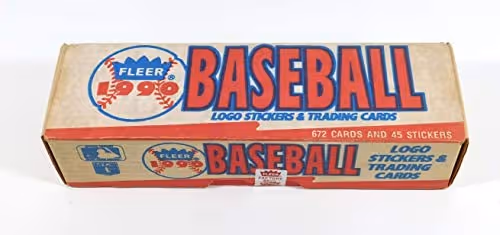 FLEER®
1990
BASEBALL
LOGO STICKERS & TRADING CARDS
672 CARDS AND 45 STICKERS
FLEER
1990
BASEBALL
LOGO
STICKERS &
TRADING
CARDS